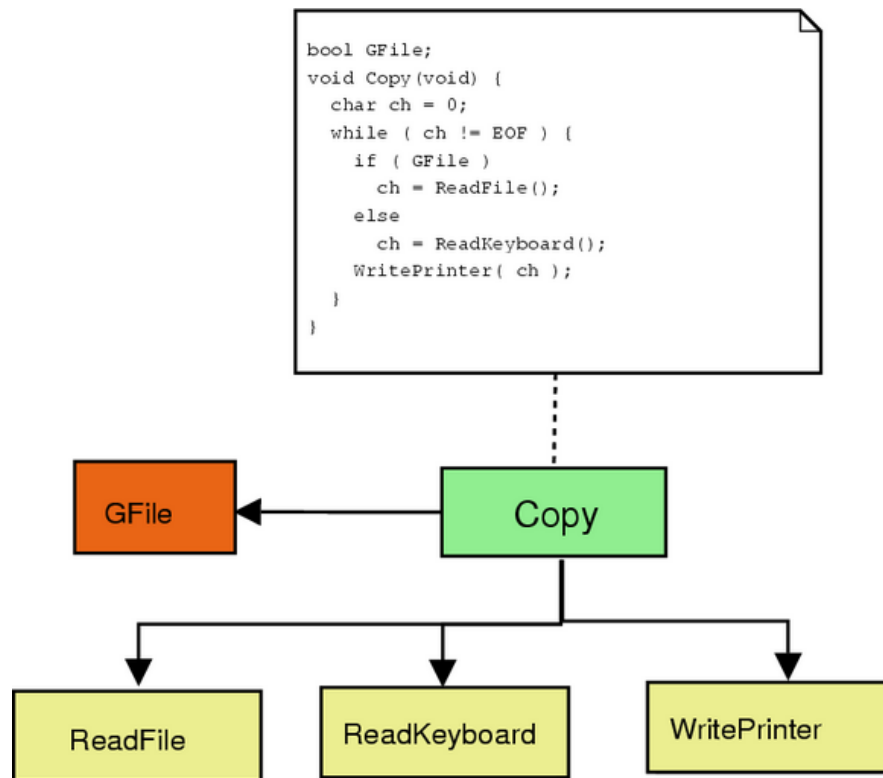 bool GFile;
void Copy(void) {
  char ch = 0;
  while ( ch != EOF ) {
    if ( GFile )
      ch = ReadFile();
    else
      ch = ReadKeyboard();
    WritePrinter( ch );
  }
}
GFile
Copy
ReadFile
ReadKeyboard
WritePrinter